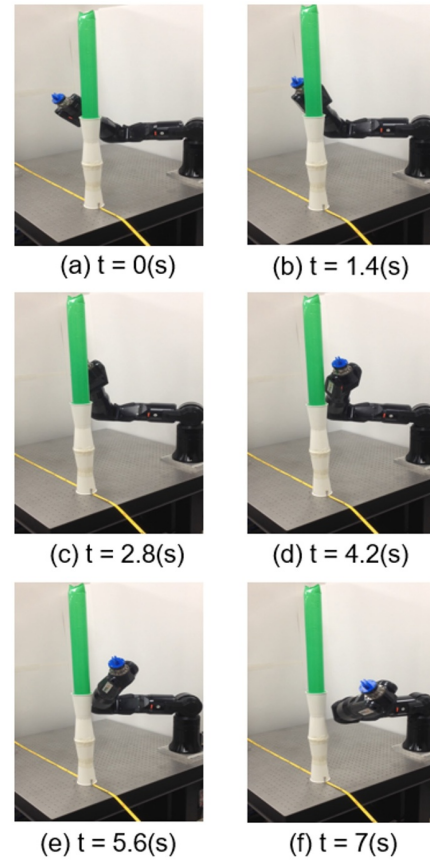 (a) t = 0(s)
(b) t = 1.4(s)
(c) t = 2.8(s)
(d) t = 4.2(s)
(e) t = 5.6(s)
(f) t = 7(s)